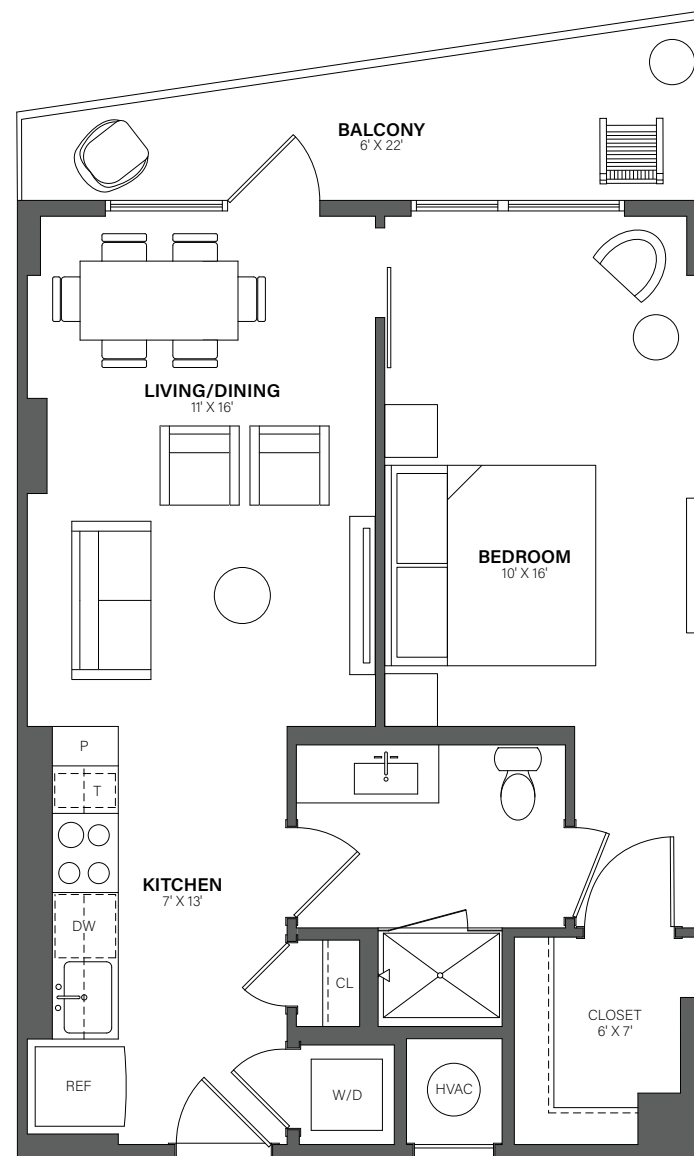 BALCONY
6' X 22'
LIVING/DINING
11' X 16'
BEDROOM
10' X 16'
P
T
KITCHEN
7' X 13'
DW
CL
CLOSET
6' X 7'
REF
W/D
HVAC